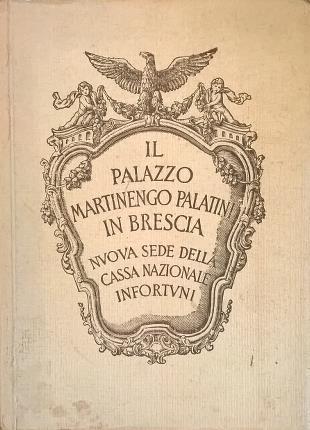 IL
PALAZZO
MARTINENGO PALATINI
IN BRESCIA
NVOVA SEDE DELLA
CASSA NAZIONALE
INFORTVNI